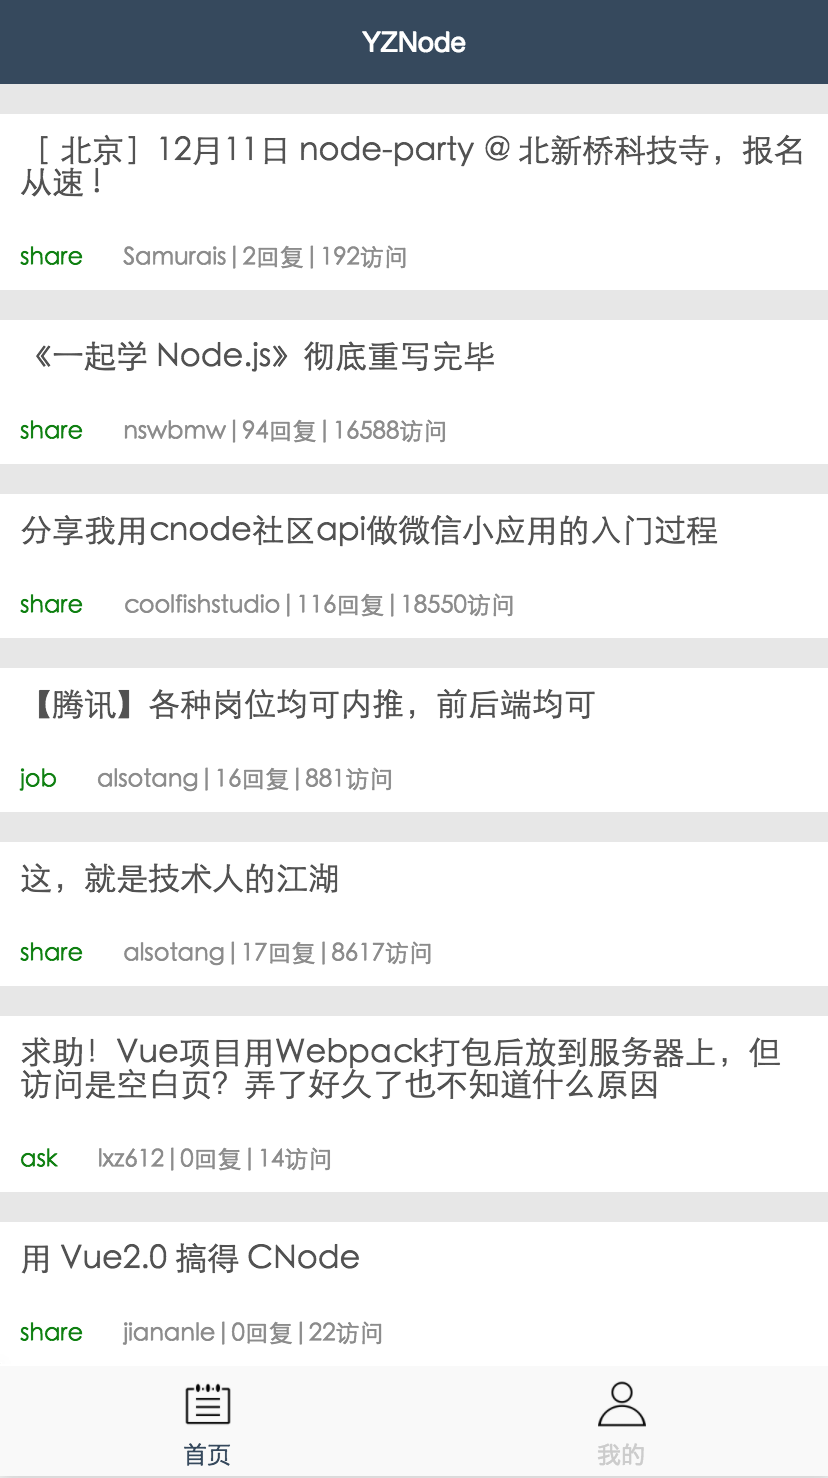 YZNode
［ 北京］12月11日 node-party @ 北新桥科技寺，报名
从速 !
share Samurais | 2回复 | 192访问
《一起学 Node.js》彻底重写完毕
share nswbmw | 94回复 | 16588访问
分享我用cnode社区api做微信小应用的入门过程
share coolfishstudio | 116回复 | 18550访问
【腾讯】各种岗位均可内推，前后端均可
job alsotang | 16回复 | 881访问
这，就是技术人的江湖
share alsotang | 17回复 | 8617访问
求助！Vue项目用Webpack打包后放到服务器上，但
访问是空白页？弄了好久了也不知道什么原因
ask lxz612 | 0回复 | 14访问
用 Vue2.0 搞得 CNode
share jiananle | 0回复 | 22访问
首页 我的